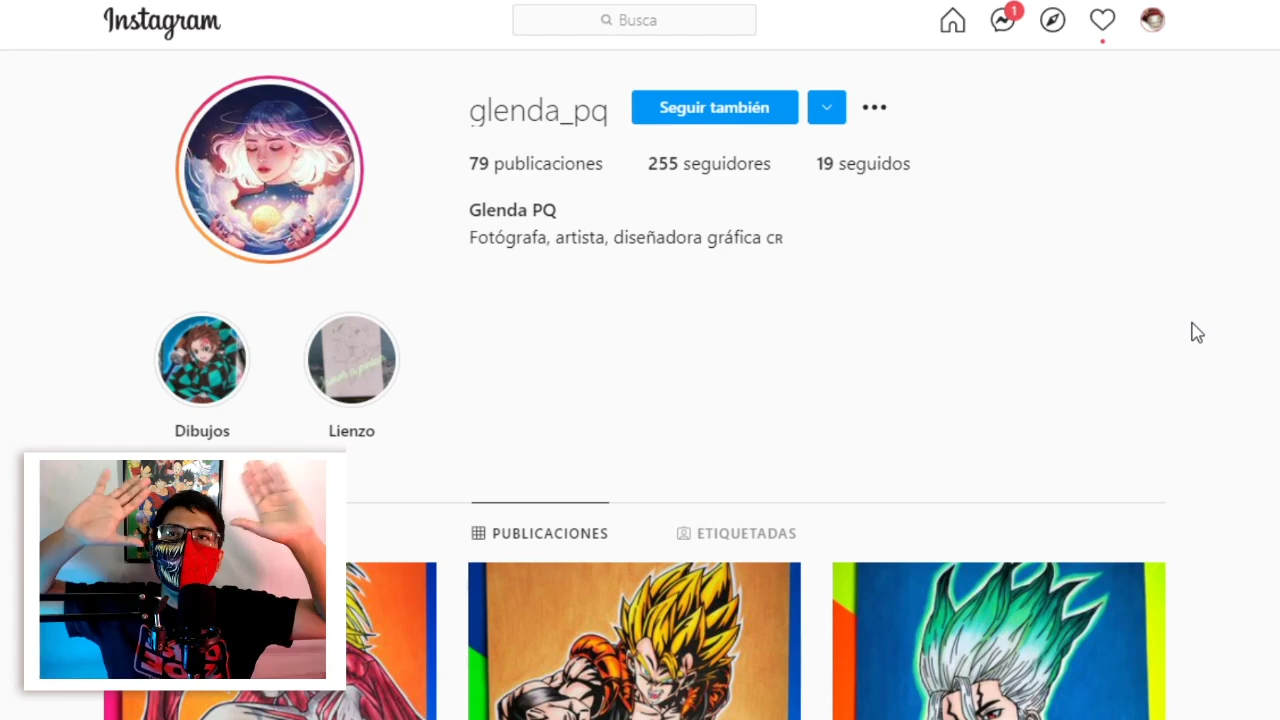 Instagram
Busca
1
glenda_pq
Seguir también
79 publicaciones 255 seguidores 19 seguidos
Glenda PQ
Fotógrafa, artista, diseñadora gráfica CR
Dibujos
Lienzo
PUBLICACIONES
ETIQUETADAS